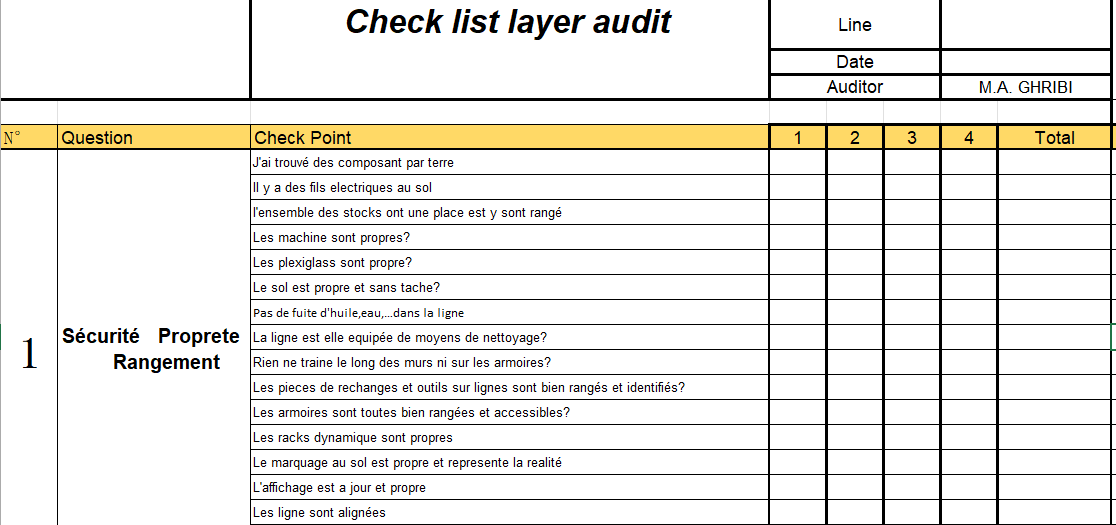 Check list layer audit
Line
Date
Auditor M.A. GHRIBI
N° Question Check Point 1 2 3 4 Total
J'ai trouvé des composant par terre
Il y a des fils electriques au sol
l'ensemble des stocks ont une place est y sont rangé
Les machine sont propres?
Les plexiglass sont propre?
Le sol est propre et sans tache?
Pas de fuite d'huile,eau,...dans la ligne
1 Sécurité Proprete
Rangement
La ligne est elle equipée de moyens de nettoyage?
Rien ne traine le long des murs ni sur les armoires?
Les pieces de rechanges et outils sur lignes sont bien rangés et identifiés?
Les armoires sont toutes bien rangées et accessibles?
Les racks dynamique sont propres
Le marquage au sol est propre et represente la realité
L'affichage est a jour et propre
Les ligne sont alignées